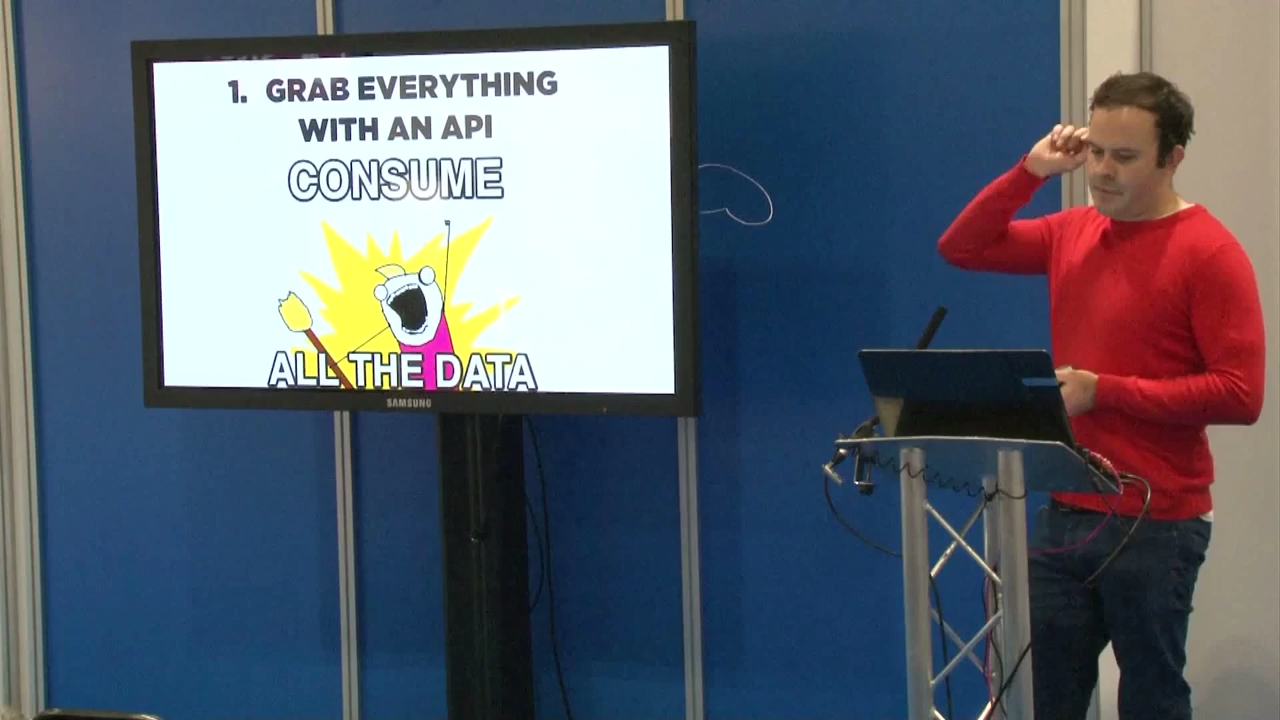 1. GRAB EVERYTHING
WITH AN API
CONSUME
ALL THE DATA
SAMSUNG